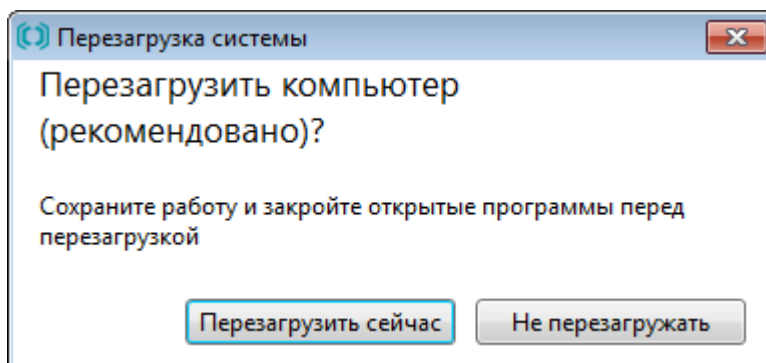 Перезагрузка системы
Перезагрузить компьютер
(рекомендовано)?
Сохраните работу и закройте открытые программы перед
перезагрузкой
Перезагрузить сейчас
Не перезагружать